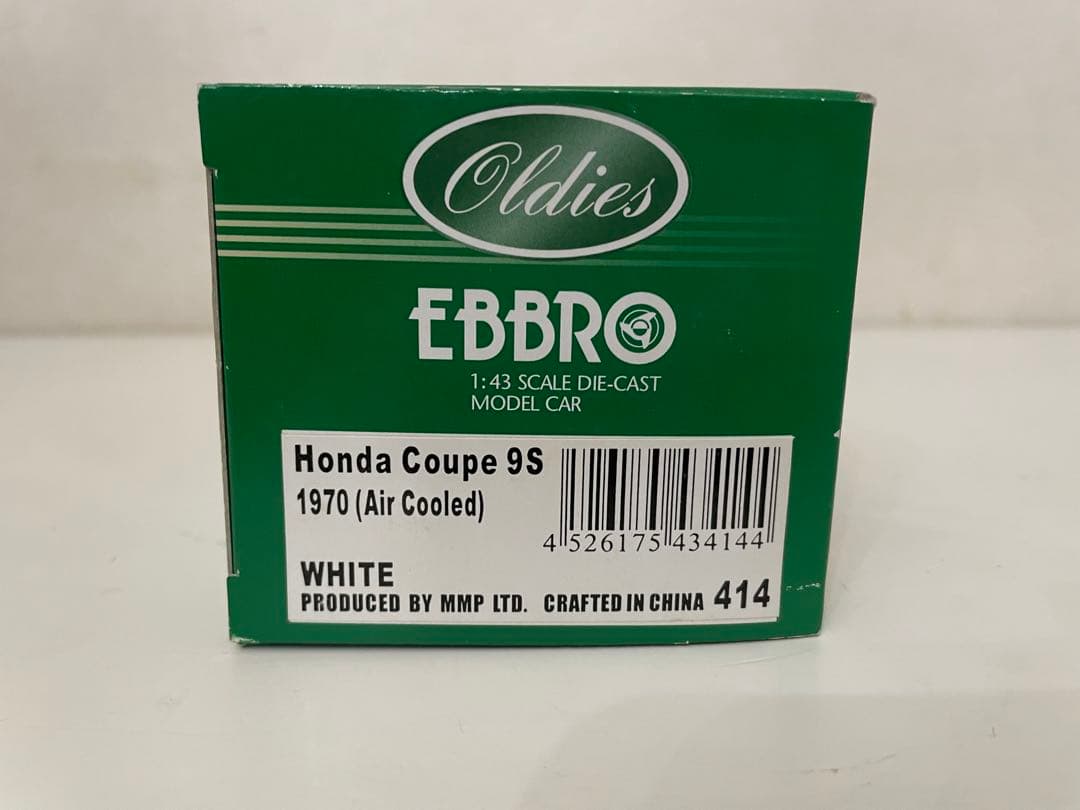 Oldies
EBBRO
1:43 SCALE DIE-CAST
MODEL CAR
Honda Coupe 9S
1970 (Air Cooled)
4 526175 434144
WHITE
PRODUCED BY MMP LTD. CRAFTED IN CHINA 414